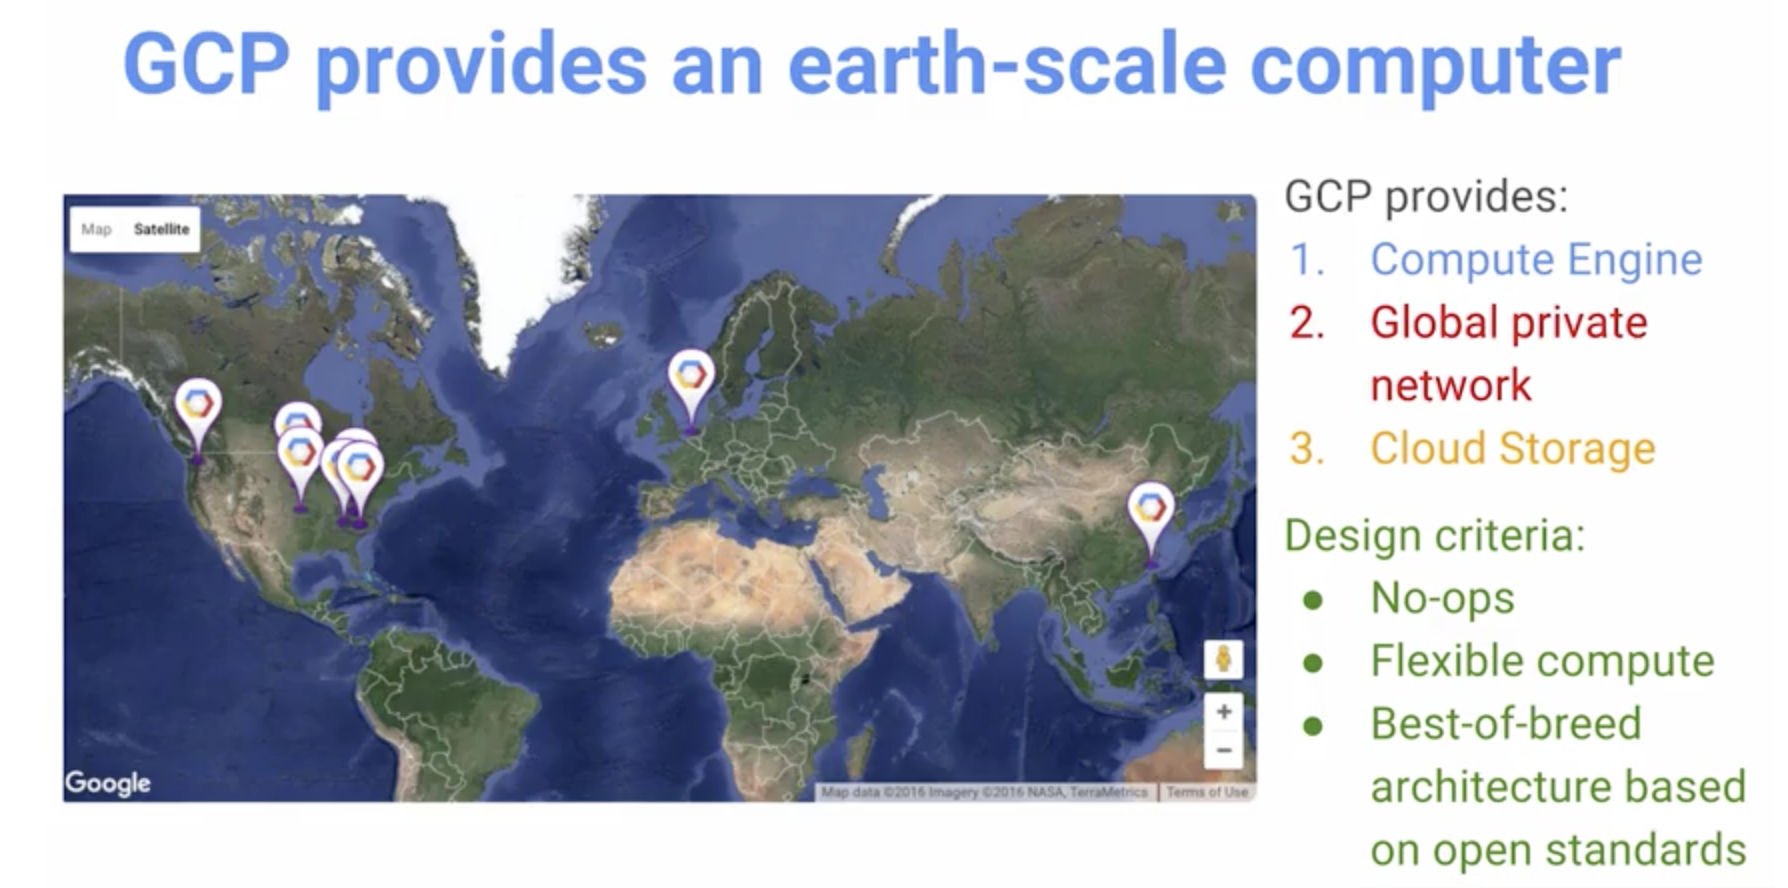 GCP provides an earth-scale computer
Map Satellite
Google
+
−
Map data ©2016 Imagery ©2016 NASA, TerraMetrics Terms of Use
GCP provides:
1. Compute Engine
2. Global private
network
3. Cloud Storage
Design criteria:
● No-ops
● Flexible compute
● Best-of-breed
architecture based
on open standards